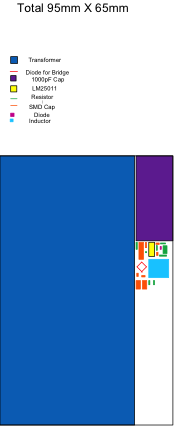 Total 95mm X 65mm
Transformer
Diode for Bridge
1000pF Cap
LM25011
Resistor
SMD Cap
Diode
Inductor